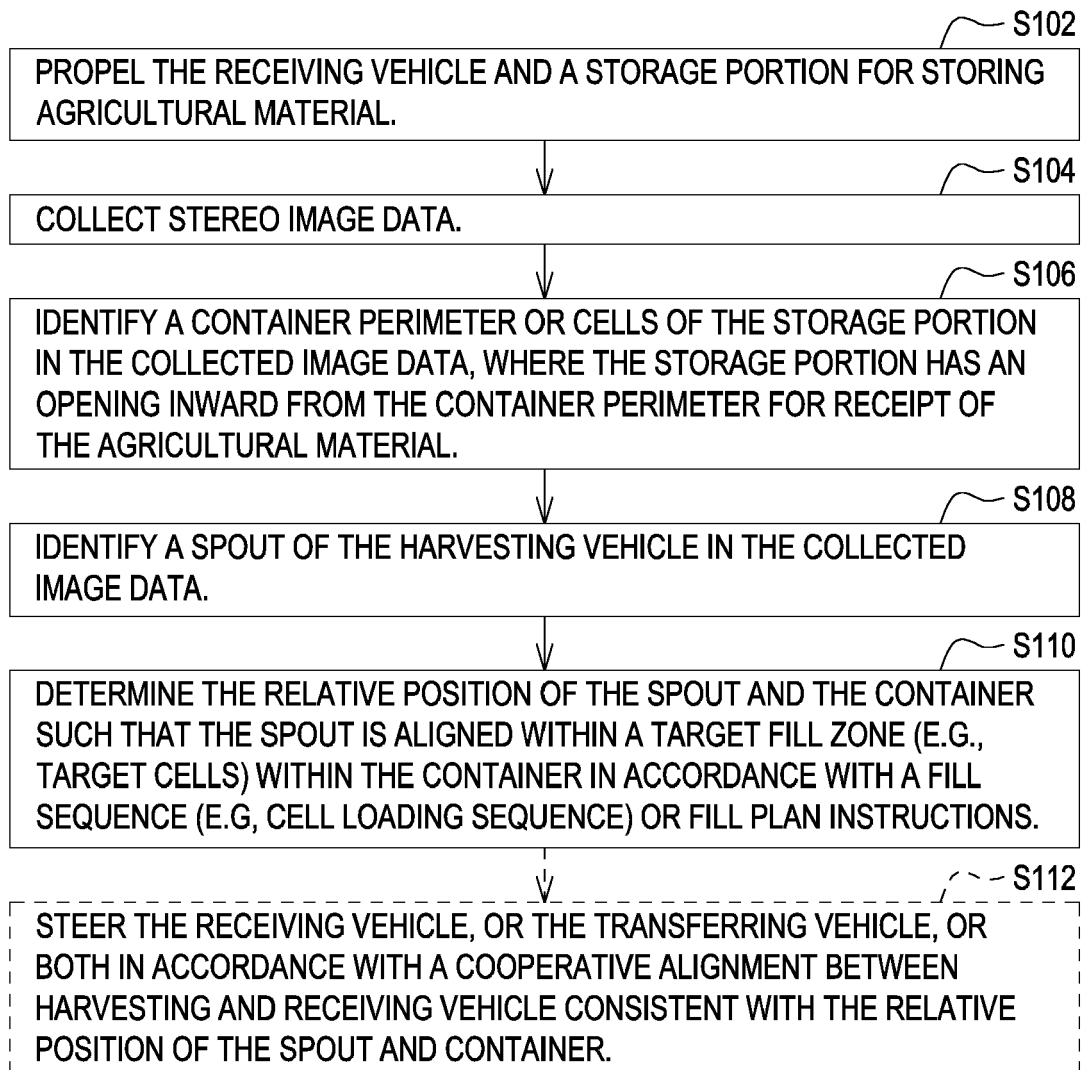 S102
PROPEL THE RECEIVING VEHICLE AND A STORAGE PORTION FOR STORING
AGRICULTURAL MATERIAL.
S104
COLLECT STEREO IMAGE DATA.
S106
IDENTIFY A CONTAINER PERIMETER OR CELLS OF THE STORAGE PORTION
IN THE COLLECTED IMAGE DATA, WHERE THE STORAGE PORTION HAS AN
OPENING INWARD FROM THE CONTAINER PERIMETER FOR RECEIPT OF
THE AGRICULTURAL MATERIAL.
S108
IDENTIFY A SPOUT OF THE HARVESTING VEHICLE IN THE COLLECTED
IMAGE DATA.
S110
DETERMINE THE RELATIVE POSITION OF THE SPOUT AND THE CONTAINER
SUCH THAT THE SPOUT IS ALIGNED WITHIN A TARGET FILL ZONE (E.G.,
TARGET CELLS) WITHIN THE CONTAINER IN ACCORDANCE WITH A FILL
SEQUENCE (E.G, CELL LOADING SEQUENCE) OR FILL PLAN INSTRUCTIONS.
S112
STEER THE RECEIVING VEHICLE, OR THE TRANSFERRING VEHICLE, OR
BOTH IN ACCORDANCE WITH A COOPERATIVE ALIGNMENT BETWEEN
HARVESTING AND RECEIVING VEHICLE CONSISTENT WITH THE RELATIVE
POSITION OF THE SPOUT AND CONTAINER.